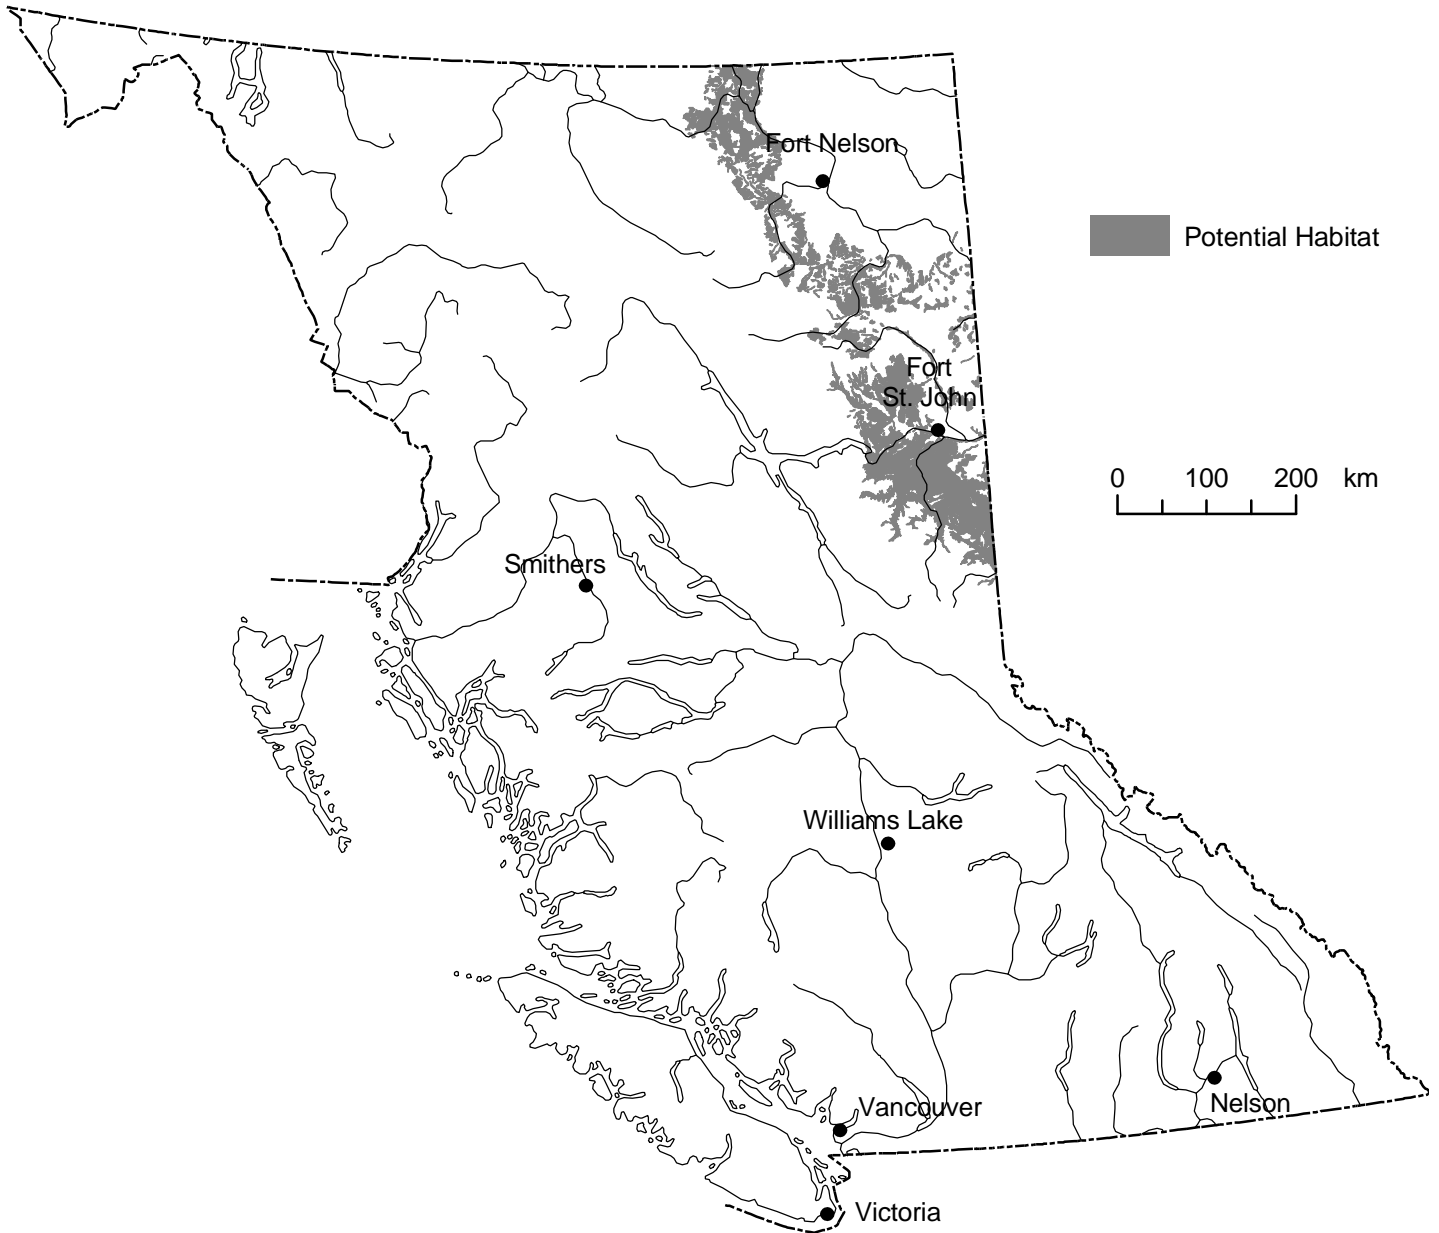 Fort Nelson
Potential Habitat
Fort
St. John
0 100 200 km
Smithers
Williams Lake
Vancouver
Nelson
Victoria